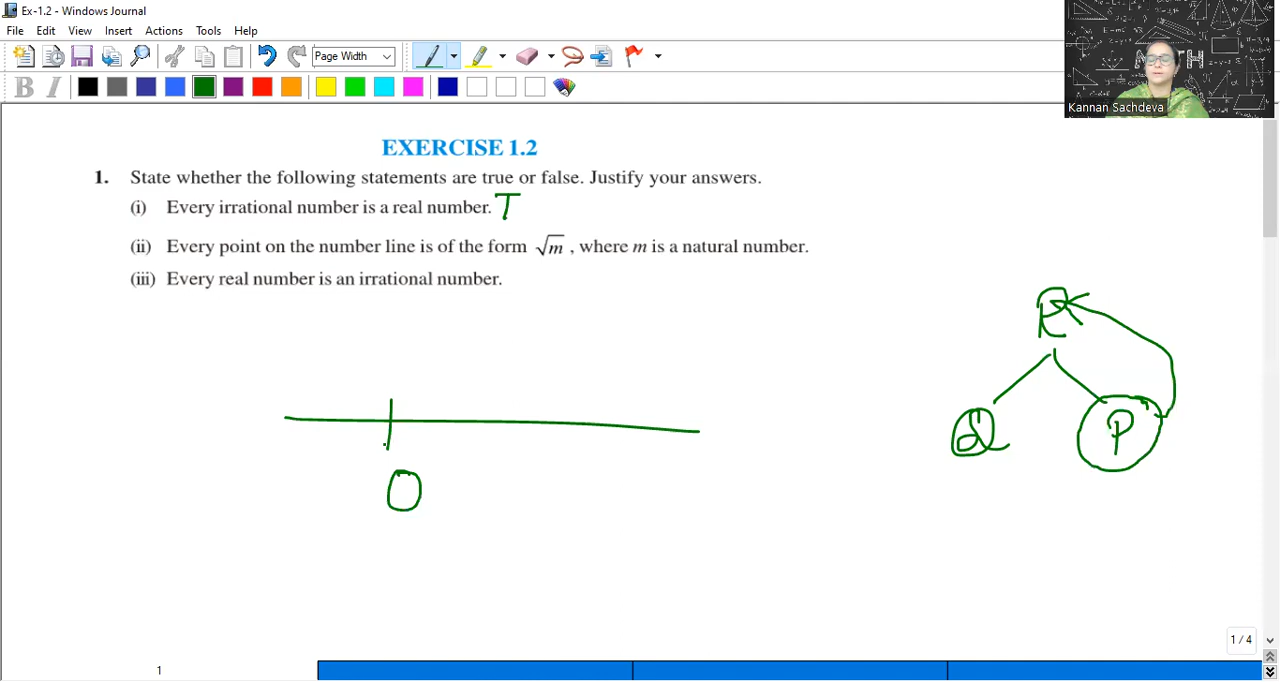 Ex-1.2 - Windows Journal
File Edit View Insert Actions Tools Help
Page Width
B I
Kannan Sachdeva
EXERCISE 1.2
1. State whether the following statements are true or false. Justify your answers.
(i) Every irrational number is a real number. T
(ii) Every point on the number line is of the form √m , where m is a natural number.
(iii) Every real number is an irrational number.
R
Q P
0
1 / 4
1